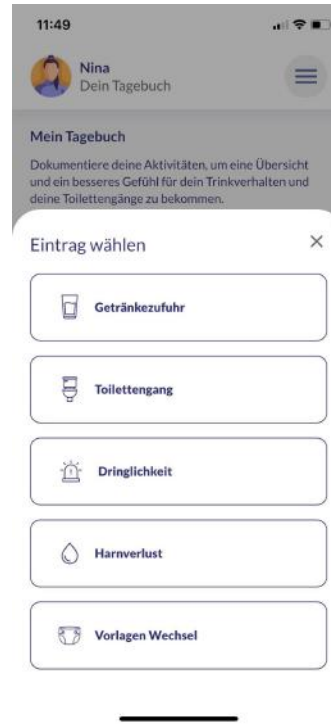 11:49
Nina
Dein Tagebuch
Mein Tagebuch
Dokumentiere deine Aktivitäten, um eine Übersicht
und ein besseres Gefühl für dein Trinkverhalten und
deine Toilettengänge zu bekommen.
Eintrag wählen
Getränkezufuhr
Toilettengang
Dringlichkeit
Harnverlust
Vorlagen Wechsel